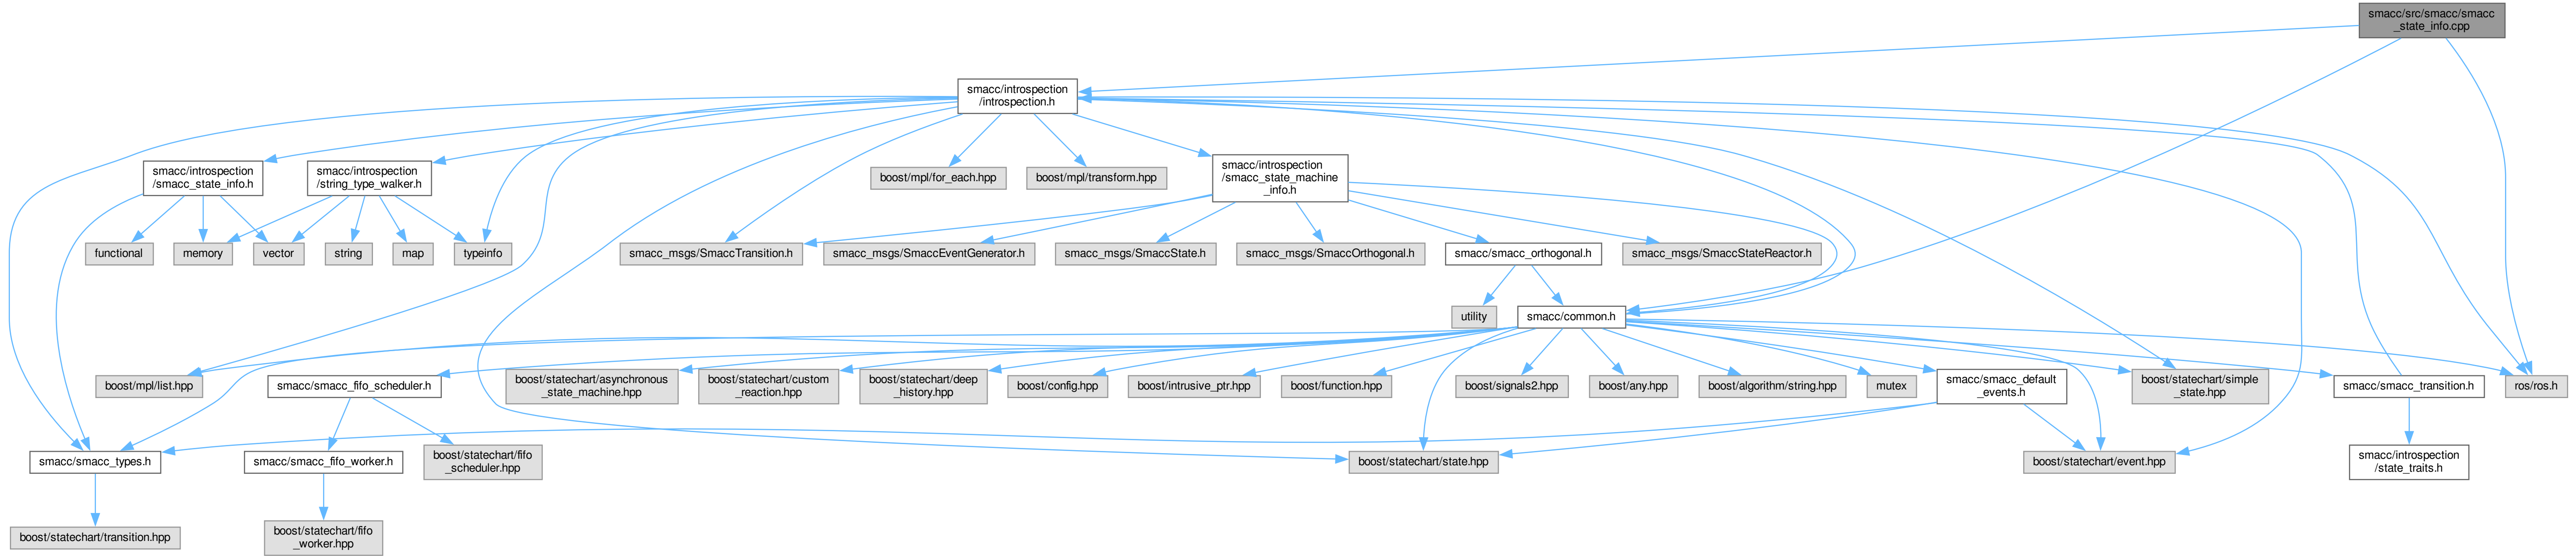 smacc/src/smacc/smacc
_state_info.cpp
smacc/introspection
/introspection.h
smacc/introspection
/smacc_state_info.h
smacc/introspection
/string_type_walker.h
boost/mpl/for_each.hpp
boost/mpl/transform.hpp
smacc/introspection
/smacc_state_machine
_info.h
functional
memory
vector
string
map
typeinfo
smacc_msgs/SmaccTransition.h
smacc_msgs/SmaccEventGenerator.h
smacc_msgs/SmaccState.h
smacc_msgs/SmaccOrthogonal.h
smacc/smacc_orthogonal.h
smacc_msgs/SmaccStateReactor.h
utility
smacc/common.h
boost/mpl/list.hpp
smacc/smacc_fifo_scheduler.h
boost/statechart/asynchronous
_state_machine.hpp
boost/statechart/custom
_reaction.hpp
boost/statechart/deep
_history.hpp
boost/config.hpp
boost/intrusive_ptr.hpp
boost/function.hpp
boost/signals2.hpp
boost/any.hpp
boost/algorithm/string.hpp
mutex
smacc/smacc_default
_events.h
boost/statechart/simple
_state.hpp
smacc/smacc_transition.h
ros/ros.h
smacc/smacc_types.h
smacc/smacc_fifo_worker.h
boost/statechart/fifo
_scheduler.hpp
boost/statechart/state.hpp
boost/statechart/event.hpp
smacc/introspection
/state_traits.h
boost/statechart/transition.hpp
boost/statechart/fifo
_worker.hpp